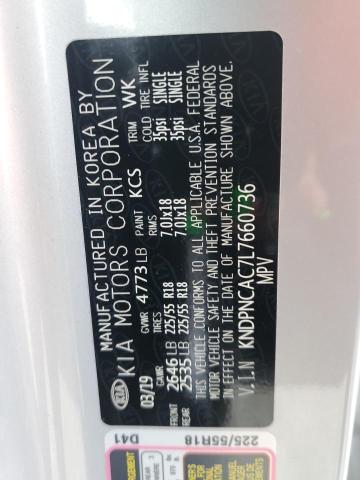 MANUFACTURED IN KOREA BY
KIA KIA MOTORS CORPORATION
03/19 GVWR 4773 LB PAINT KCS TRIM WK
GAWR TIRES RIMS COLD TIRE INFL
FRONT 2646 LB 225/55 R18 7.0Jx18 35psi SINGLE
REAR 2535 LB 225/55 R18 7.0Jx18 35psi SINGLE
THIS VEHICLE CONFORMS TO ALL APPLICABLE U.S.A. FEDERAL
MOTOR VEHICLE SAFETY AND THEFT PREVENTION STANDARDS
IN EFFECT ON THE DATE OF MANUFACTURE SHOWN ABOVE.
V.I.N KNDPNCAC7L7660736
MPV
D41 225/55R18